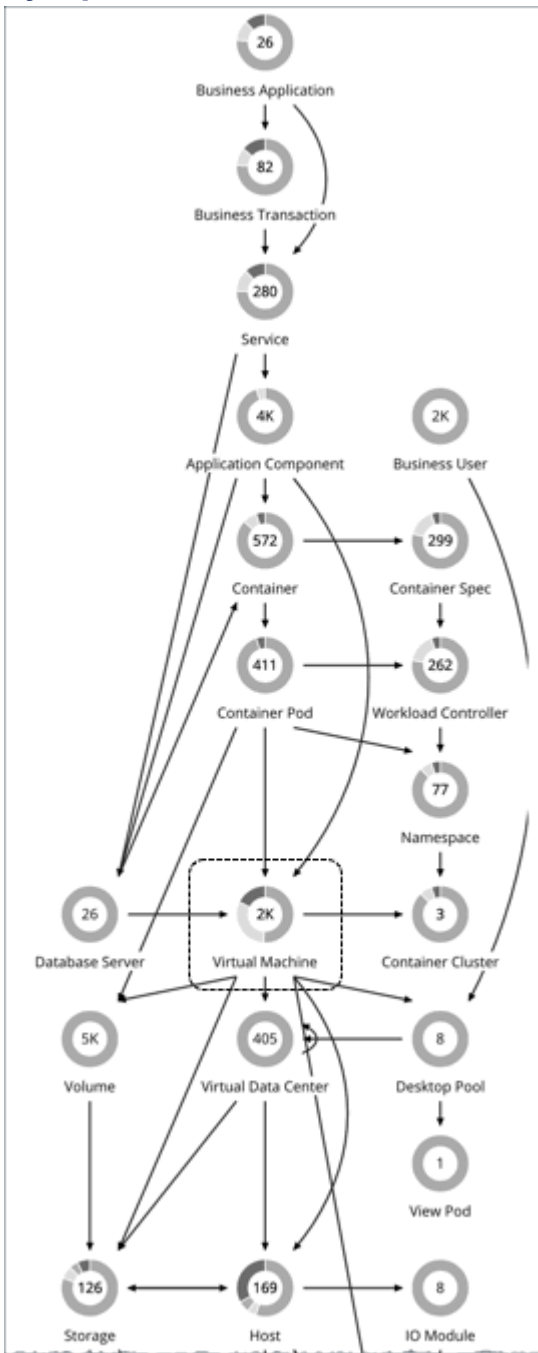 26
Business Application
82
Business Transaction
280
Service
4K
2K
Application Component
Business User
572
299
Container
Container Spec
411
262
Container Pod
Workload Controller
77
Namespace
26
2K
3
Database Server
Virtual Machine
Container Cluster
5K
405
8
Volume
Virtual Data Center
Desktop Pool
1
View Pod
126
169
8
Storage
Host
IO Module